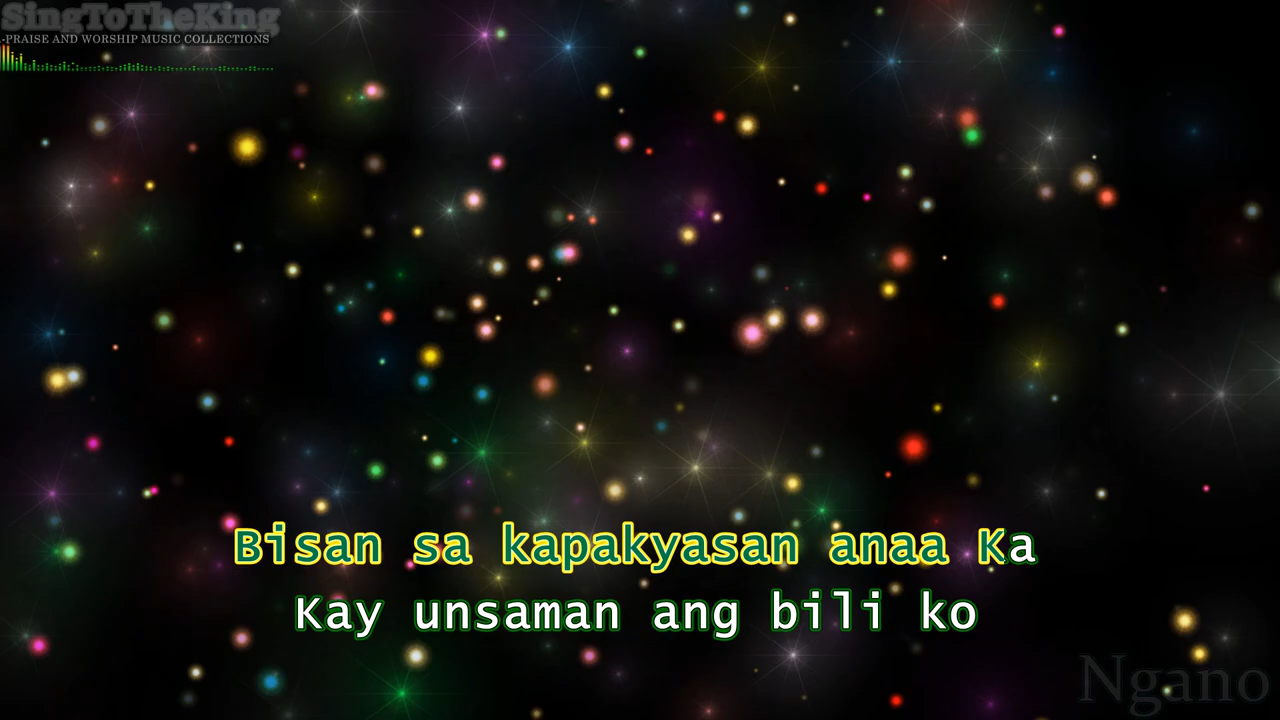 SingToTheKing
-PRAISE AND WORSHIP MUSIC COLLECTIONS
Bisan sa kapakyasan anaa Ka
Kay unsaman ang bili ko
Ngano